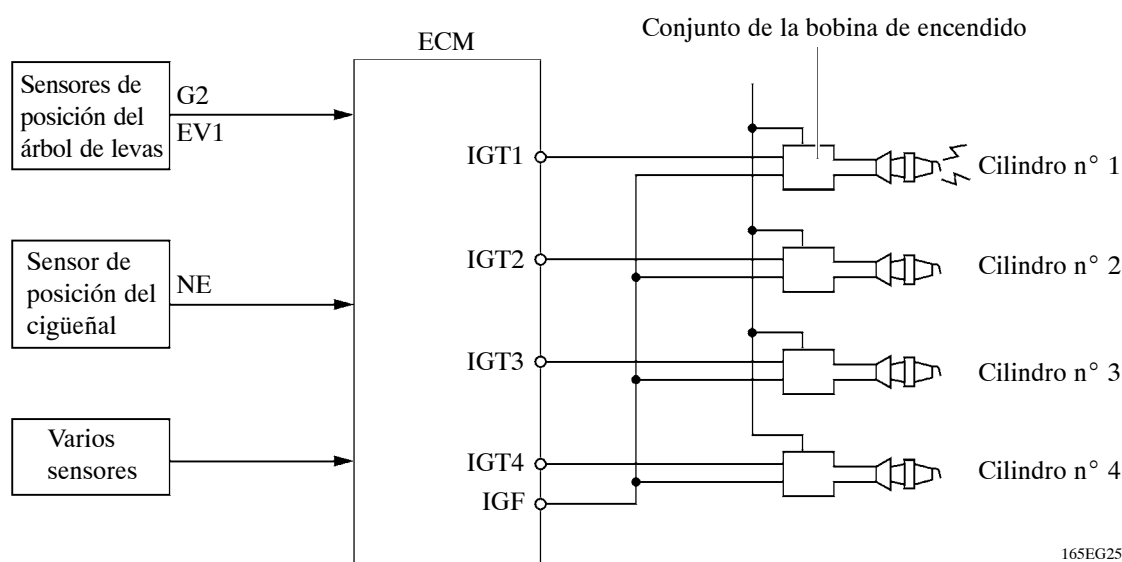 Conjunto de la bobina de encendido
ECM
Sensores de
posición del
árbol de levas
G2
EV1
IGT1
Cilindro n° 1
Sensor de
posición del
cigüeñal
NE
IGT2
Cilindro n° 2
IGT3
Cilindro n° 3
Varios
sensores
IGT4
Cilindro n° 4
IGF
165EG25